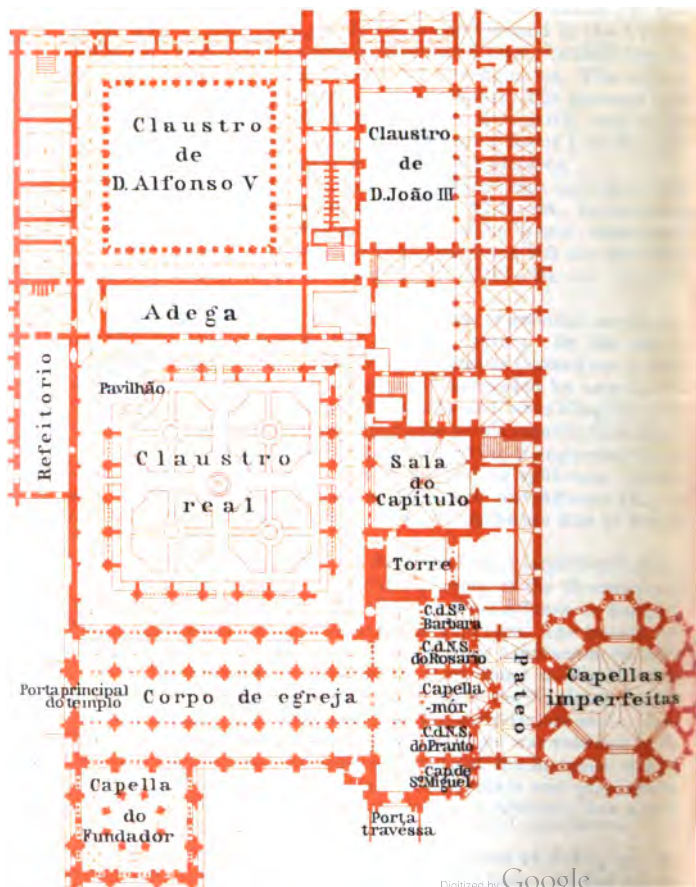 Claustro
de
D. Alfonso V
Claustro
de
D. João III
Adega
Refeitorio
Pavilhão
Claustro
real
Sala
do
Capitulo
Torre
C.d.Sª
Barbara
C.d.N.S.
do Rosario
Capella
-mór
C.d.N.S.
do Pranto
Cap. de
S. Miguel
Pateo
Capellas
imperfeitas
Porta principal
do templo
Corpo de egreja
Capella
do
Fundador
Porta
travessa
Digitized by Google